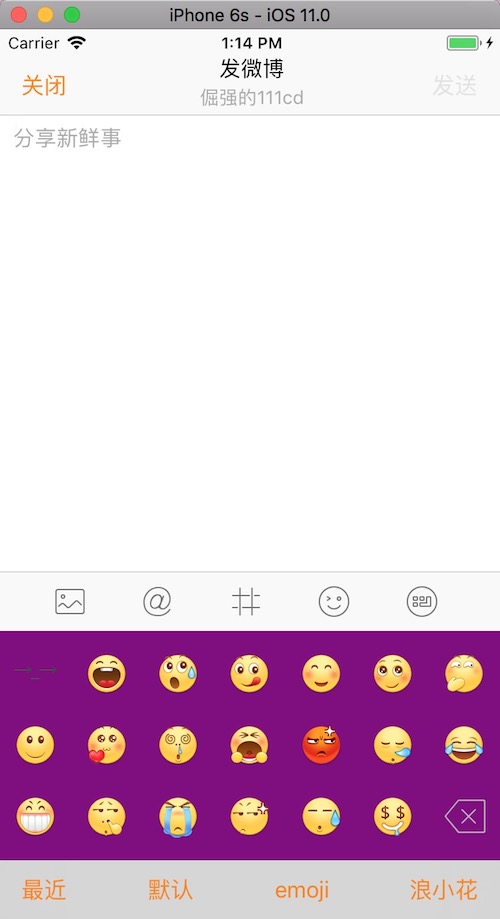 iPhone 6s - iOS 11.0
Carrier 1:14 PM
关闭 发微博 发送
倔强的111cd
分享新鲜事
最近 默认 emoji 浪小花